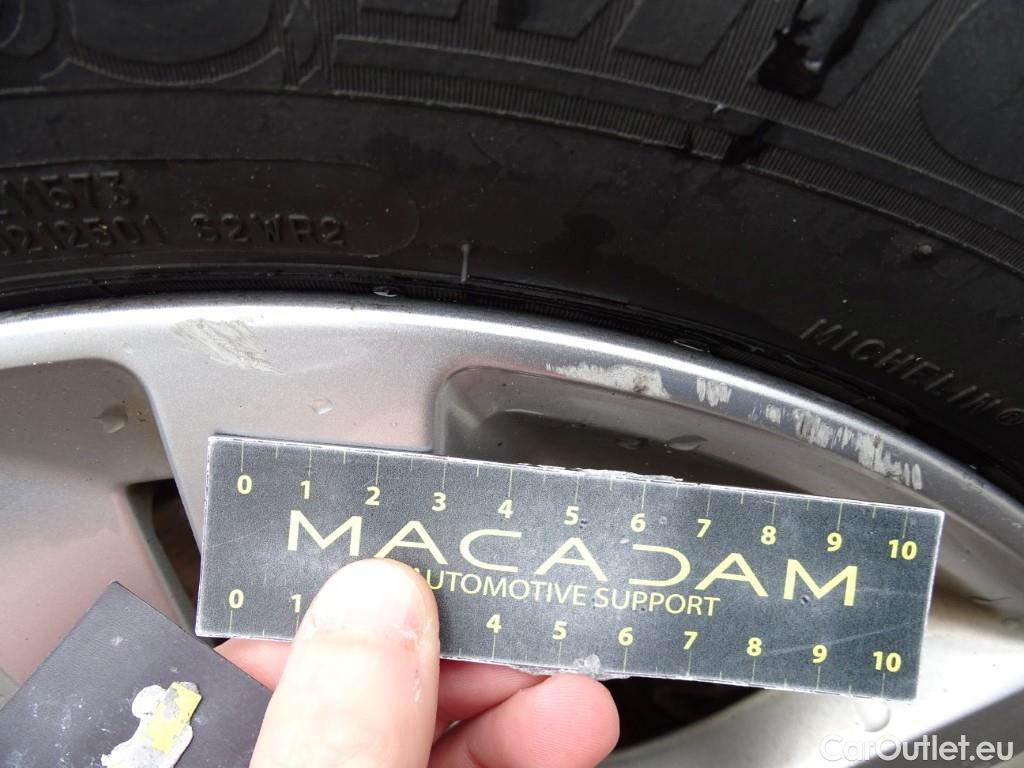 S2WR2
MICHELIN®
0 1 2 3 4 5 6 7 8 9 10
MACADAM
AUTOMOTIVE SUPPORT
0 1 4 5 6 7 8 9 10
CarOutlet.eu